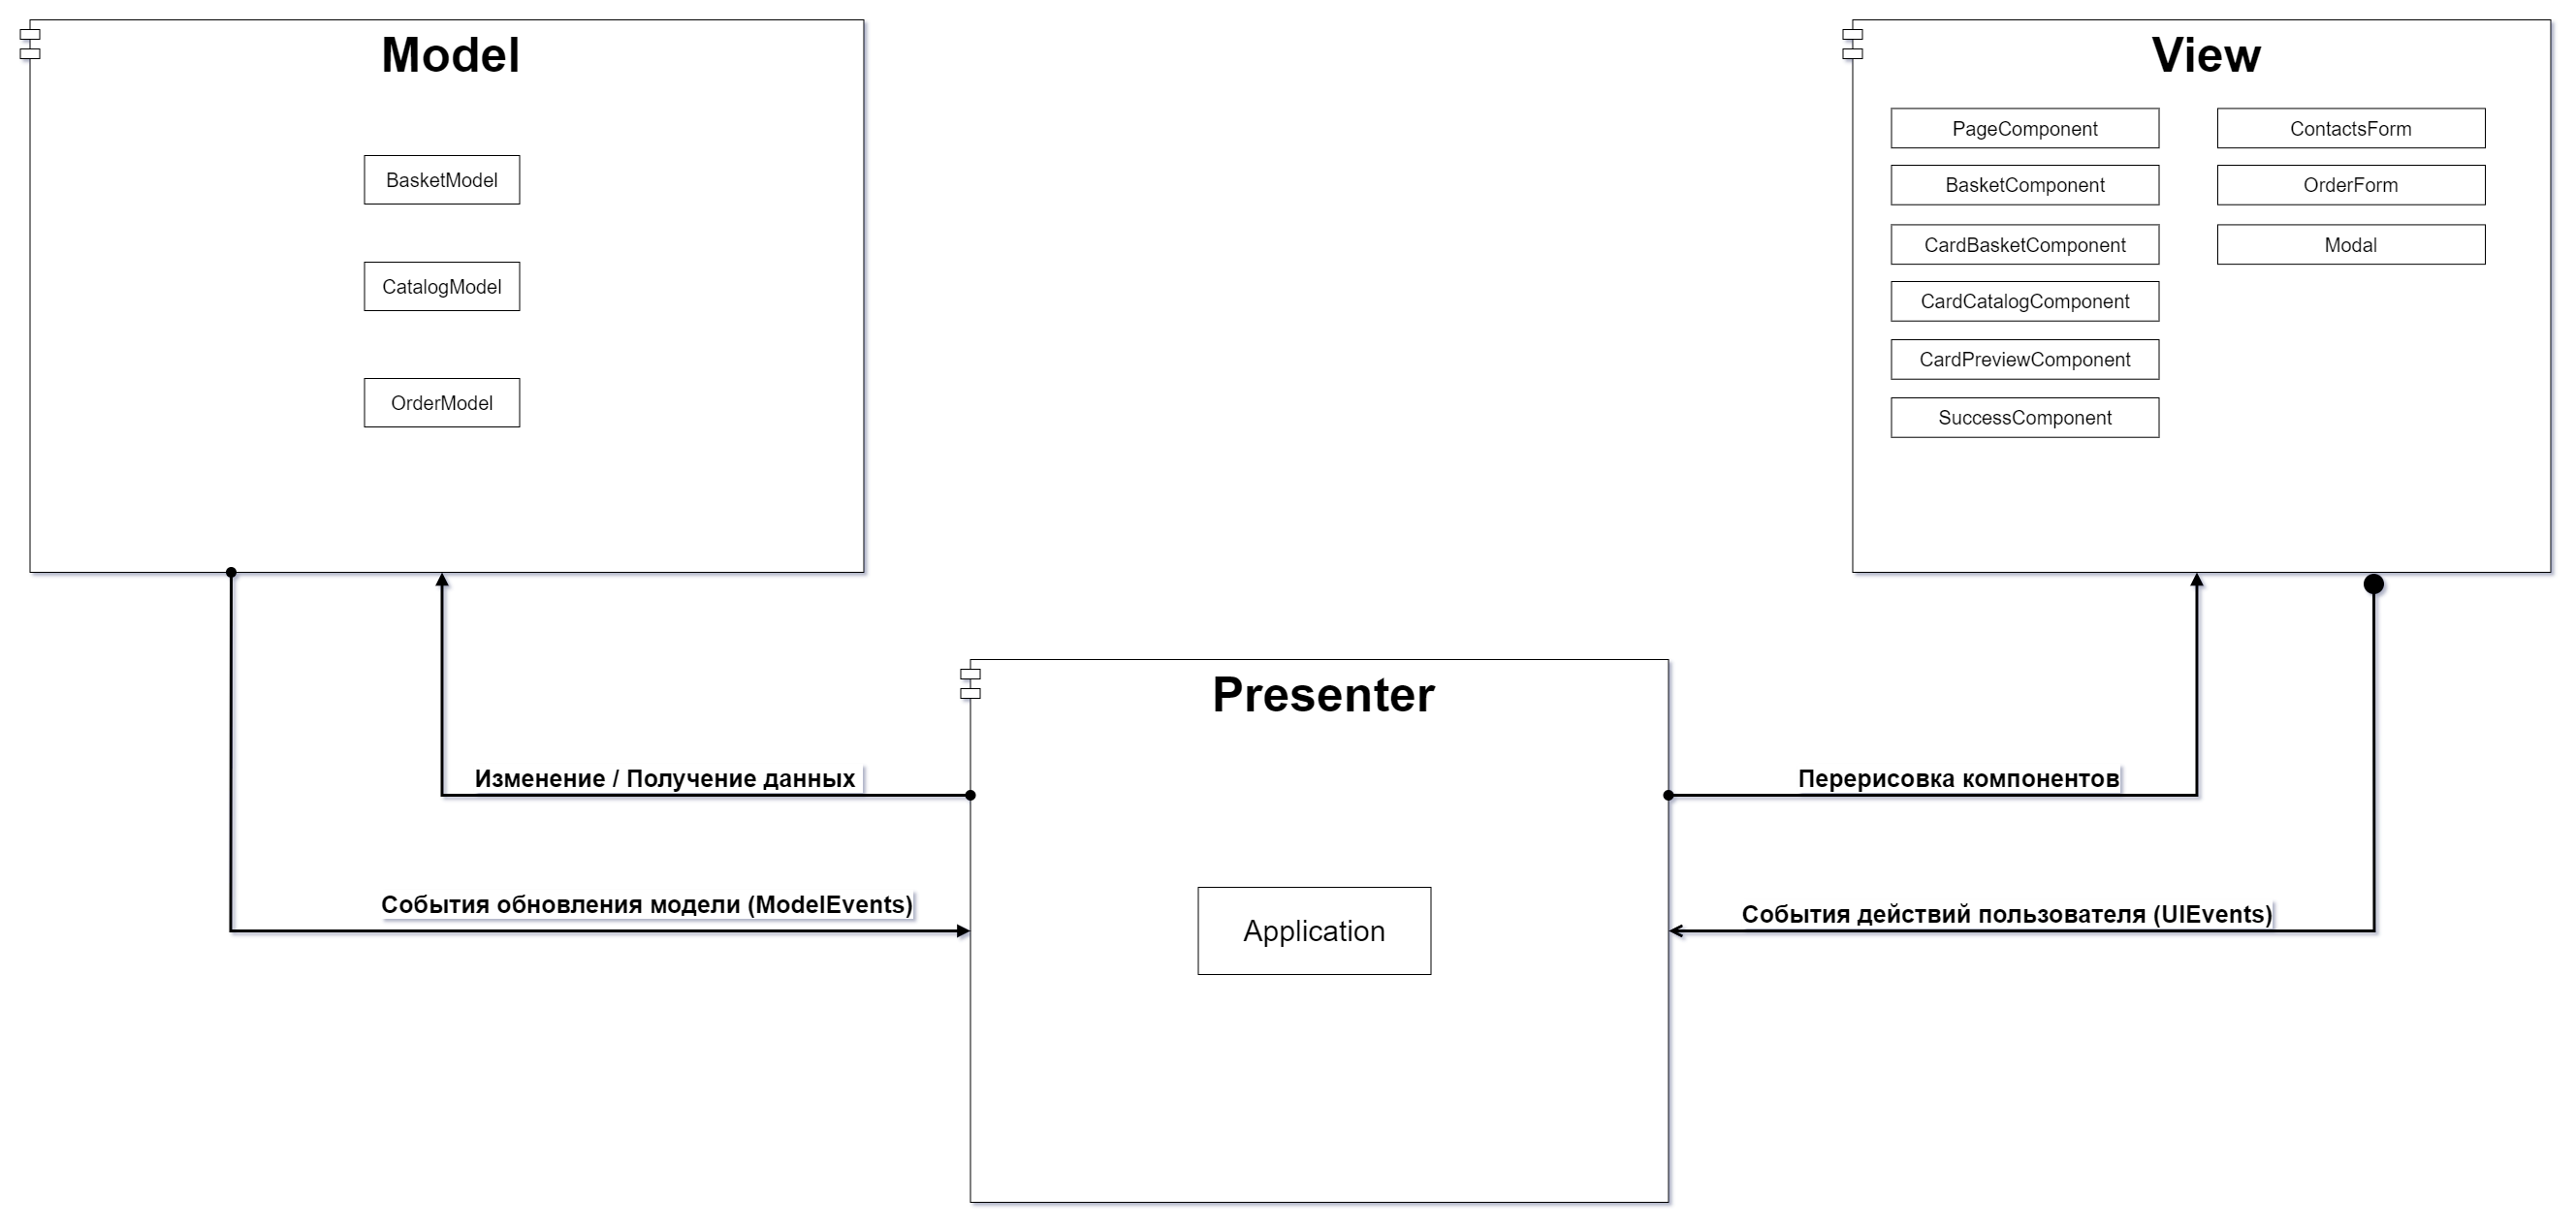 Model
BasketModel
CatalogModel
OrderModel
View
PageComponent
BasketComponent
CardBasketComponent
CardCatalogComponent
CardPreviewComponent
SuccessComponent
ContactsForm
OrderForm
Modal
Presenter
Application
Изменение / Получение данных
События обновления модели (ModelEvents)
Перерисовка компонентов
События действий пользователя (UIEvents)